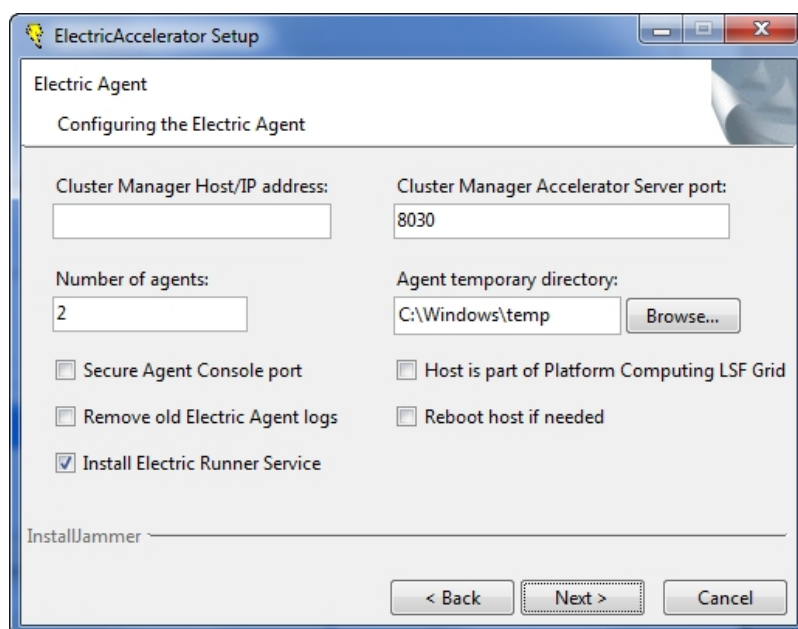 ElectricAccelerator Setup
Electric Agent
Configuring the Electric Agent
Cluster Manager Host/IP address:
Cluster Manager Accelerator Server port:
8030
Number of agents:
Agent temporary directory:
2
C:\Windows\temp
Browse...
Secure Agent Console port
Host is part of Platform Computing LSF Grid
Remove old Electric Agent logs
Reboot host if needed
Install Electric Runner Service
InstallJammer
< Back
Next >
Cancel